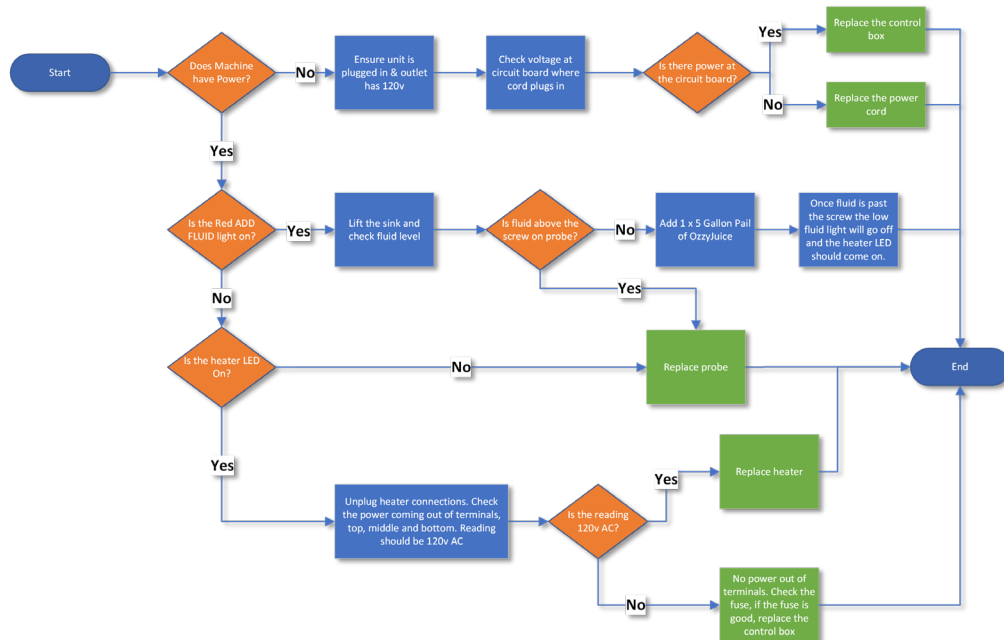 Start
Does Machine
have Power?
No
Ensure unit is
plugged in & outlet
has 120v
Check voltage at
circuit board where
cord plugs in
Is there power at
the circuit board?
Yes
Replace the control
box
No
Replace the power
cord
Yes
Is the Red ADD
FLUID light on?
Yes
Lift the sink and
check fluid level
Is fluid above the
screw on probe?
No
Add 1 x 5 Gallon Pail
of OzzyJuice
Once fluid is past
the screw the low
fluid light will go off
and the heater LED
should come on.
Yes
No
Is the heater LED
On?
No
Replace probe
End
Yes
Unplug heater connections. Check
the power coming out of terminals,
top, middle and bottom. Reading
should be 120v AC
Is the reading
120v AC?
Yes
Replace heater
No
No power out of
terminals. Check the
fuse, if the fuse is
good, replace the
control box